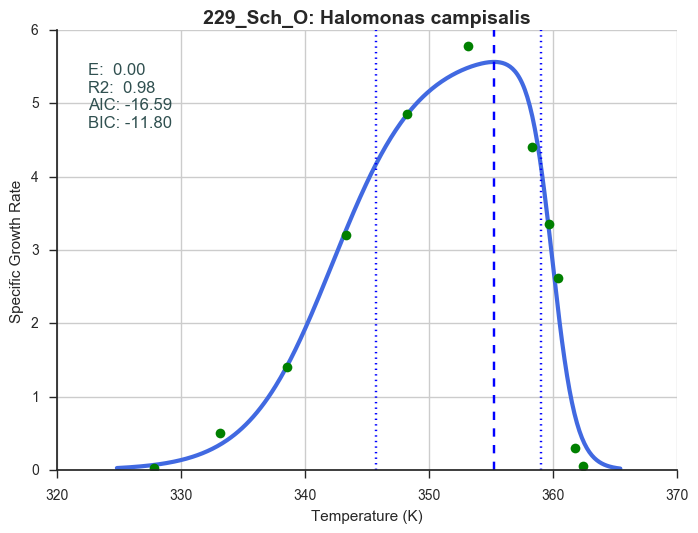 229_Sch_O: Halomonas campisalis
E:  0.00
R2:  0.98
AIC: -16.59
BIC: -11.80
6
5
4
3
2
1
0
Specific Growth Rate
320 330 340 350 360 370
Temperature (K)